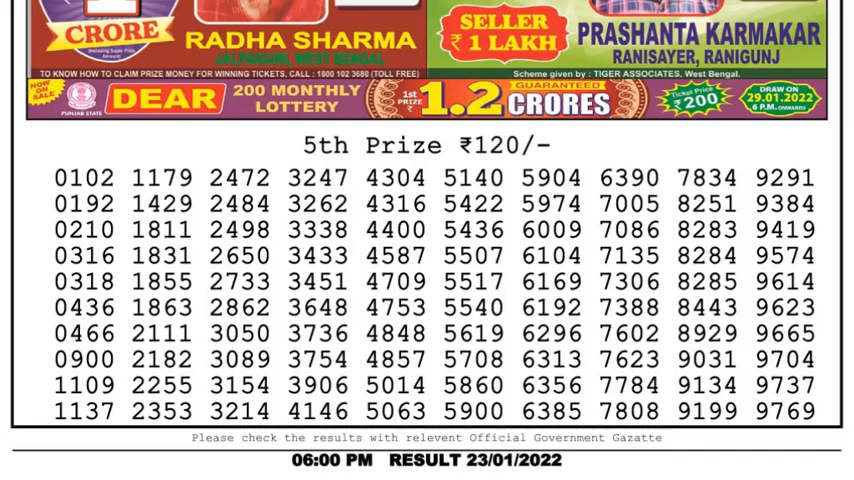 CRORE
(Including Super Prize Amount)
RADHA SHARMA
JALPAIGURI, WEST BENGAL
SELLER
₹ 1 LAKH
PRASHANTA KARMAKAR
RANISAYER, RANIGUNJ
TO KNOW HOW TO CLAIM PRIZE MONEY FOR WINNING TICKETS, CALL : 1800 102 3680 (TOLL FREE)
Scheme given by : TIGER ASSOCIATES, West Bengal.
NOW ON SALE
PUNJAB STATE
DEAR
200 MONTHLY
LOTTERY
1st PRIZE ₹
1.2
GUARANTEED
CRORES
Ticket Price
₹200
DRAW ON
29.01.2022
6 P.M. ONWARDS
5th Prize ₹120/-
0102 1179 2472 3247 4304 5140 5904 6390 7834 9291
0192 1429 2484 3262 4316 5422 5974 7005 8251 9384
0210 1811 2498 3338 4400 5436 6009 7086 8283 9419
0316 1831 2650 3433 4587 5507 6104 7135 8284 9574
0318 1855 2733 3451 4709 5517 6169 7306 8285 9614
0436 1863 2862 3648 4753 5540 6192 7388 8443 9623
0466 2111 3050 3736 4848 5619 6296 7602 8929 9665
0900 2182 3089 3754 4857 5708 6313 7623 9031 9704
1109 2255 3154 3906 5014 5860 6356 7784 9134 9737
1137 2353 3214 4146 5063 5900 6385 7808 9199 9769
Please check the results with relevent Official Government Gazatte
06:00 PM RESULT 23/01/2022